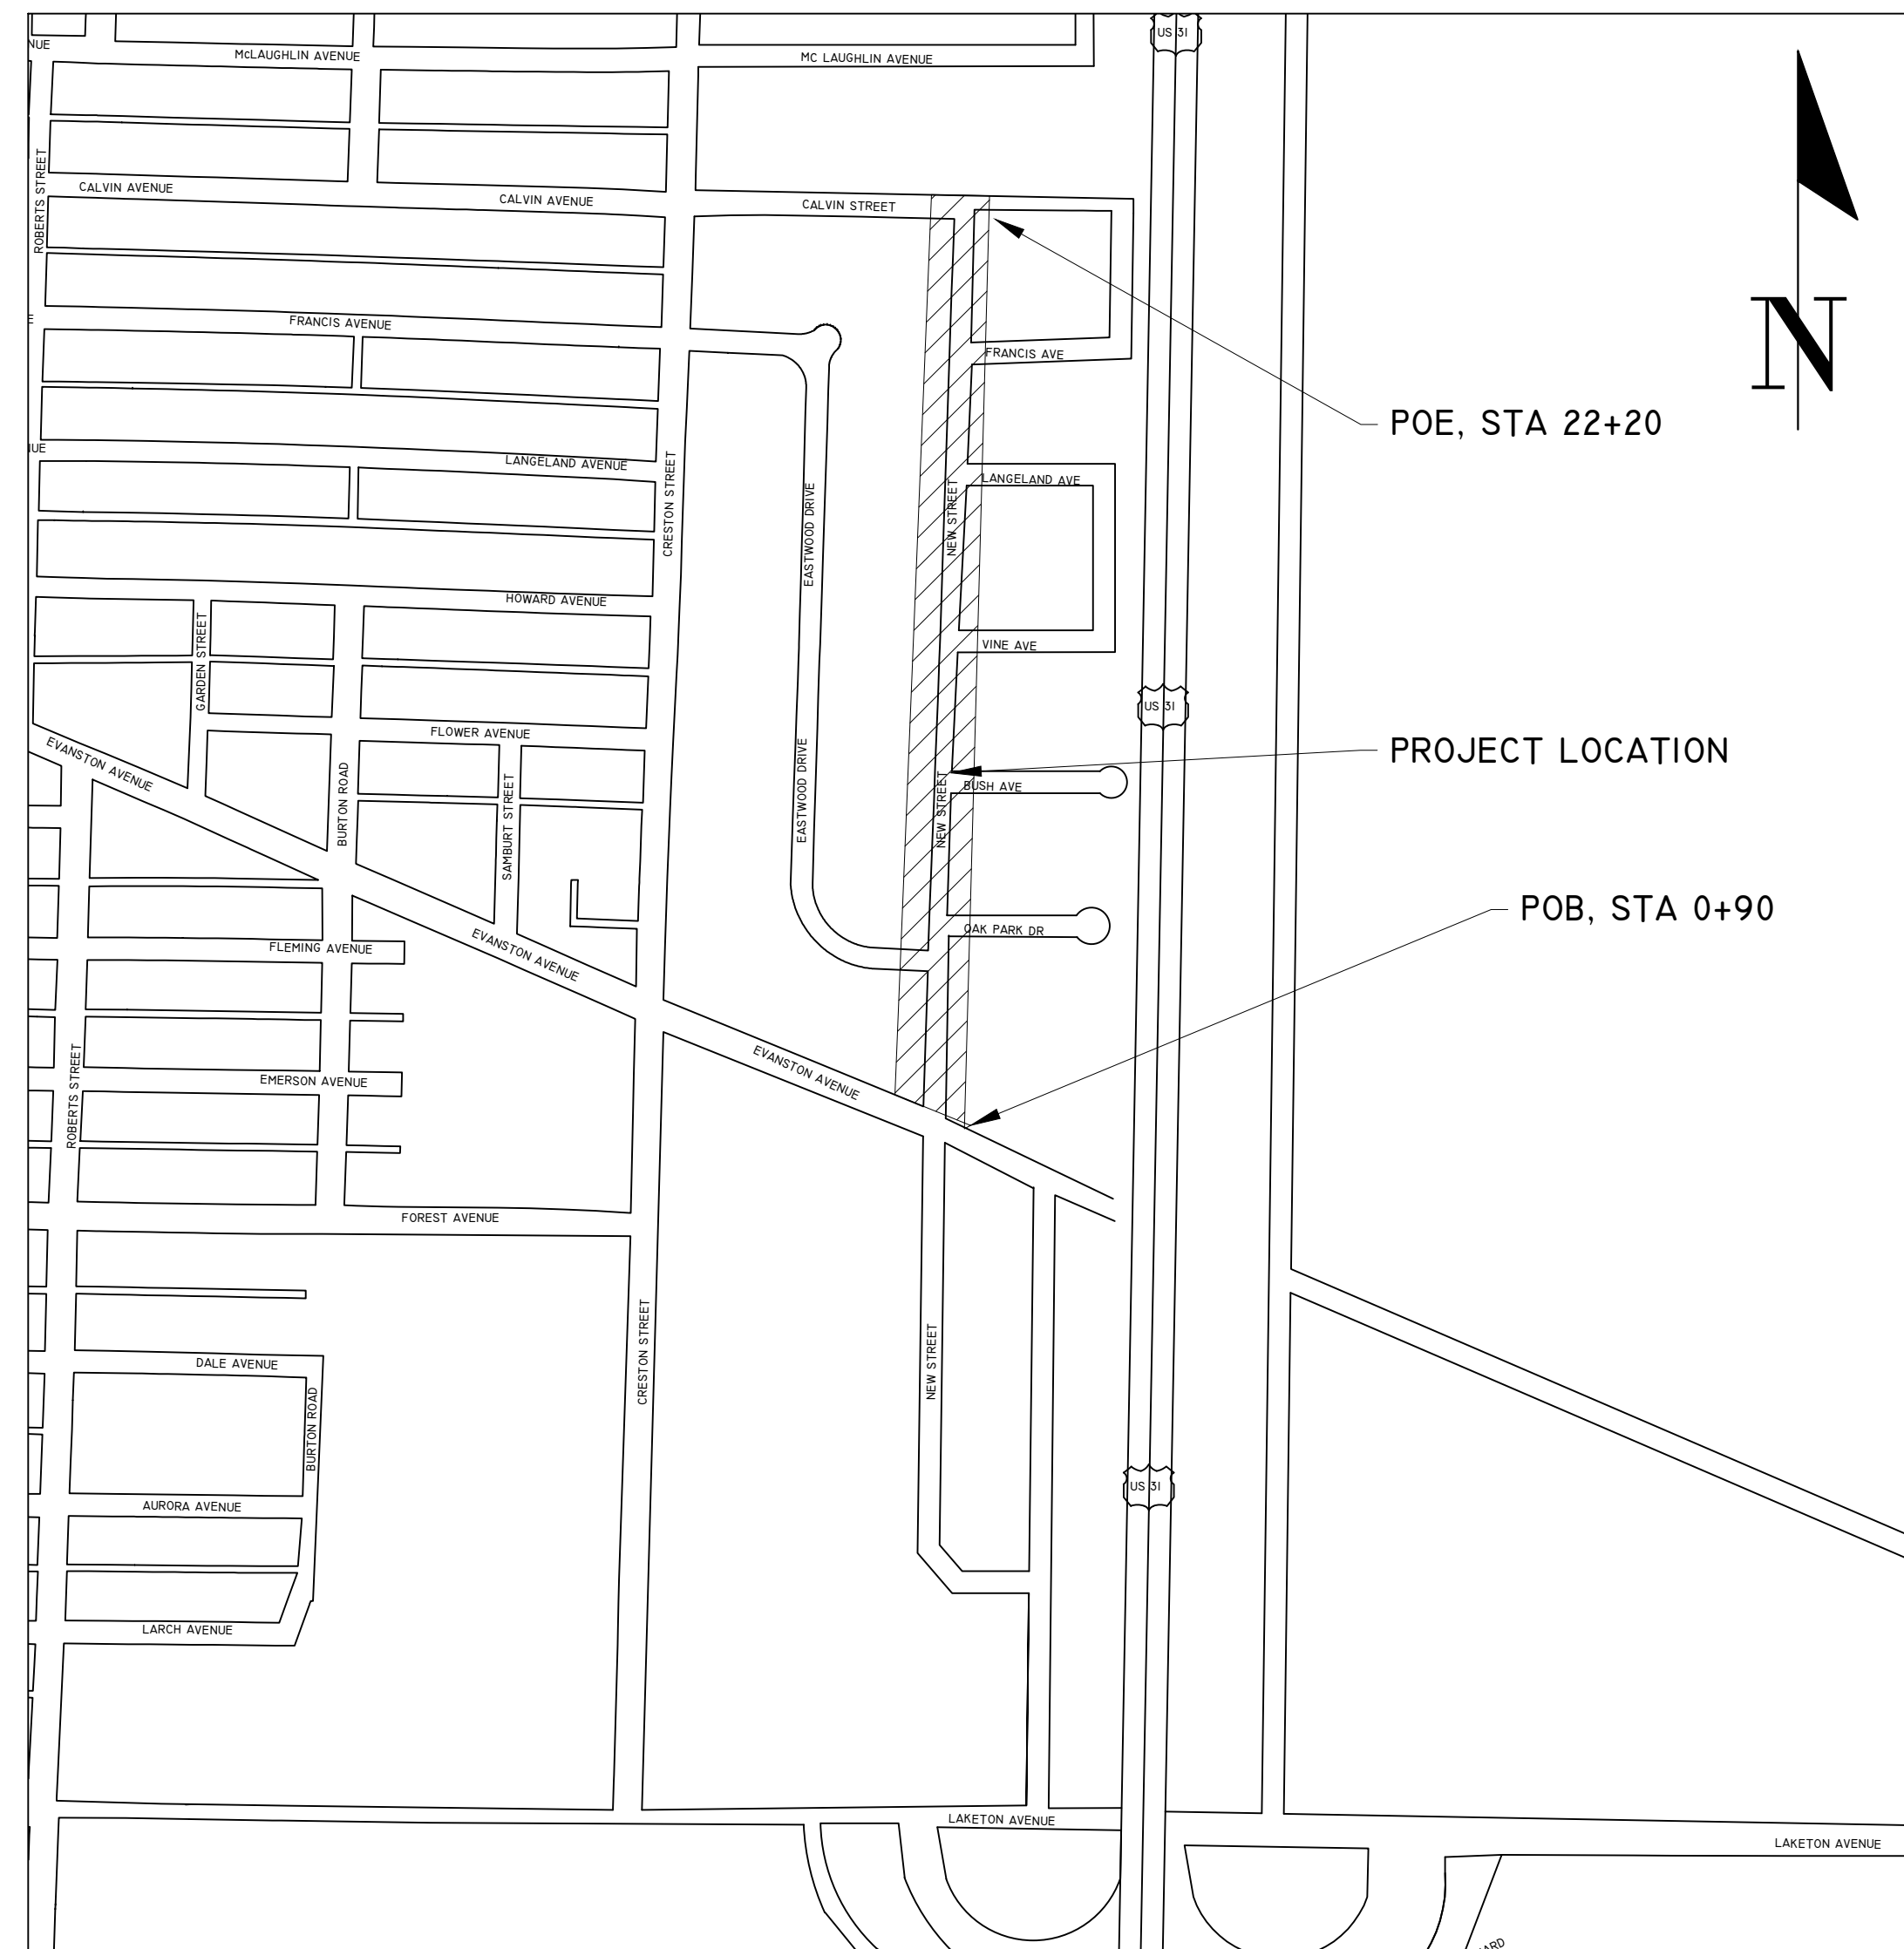 US 31
NUE
McLAUGHLIN AVENUE
MC LAUGHLIN AVENUE
ROBERTS STREET
CALVIN AVENUE
CALVIN AVENUE
CALVIN STREET
N
E
FRANCIS AVENUE
FRANCIS AVE
POE, STA 22+20
NUE
LANGELAND AVENUE
CRESTON STREET
EASTWOOD DRIVE
NEW STREET
LANGELAND AVE
HOWARD AVENUE
GARDEN STREET
VINE AVE
US 31
FLOWER AVENUE
EVANSTON AVENUE
BURTON ROAD
SAMBURT STREET
EASTWOOD DRIVE
NEW STREET
BUSH AVE
PROJECT LOCATION
POB, STA 0+90
OAK PARK DR
FLEMING AVENUE
EVANSTON AVENUE
ROBERTS STREET
EMERSON AVENUE
EVANSTON AVENUE
FOREST AVENUE
DALE AVENUE
BURTON ROAD
CRESTON STREET
NEW STREET
US 31
AURORA AVENUE
LARCH AVENUE
LAKETON AVENUE
LAKETON AVENUE
ARD